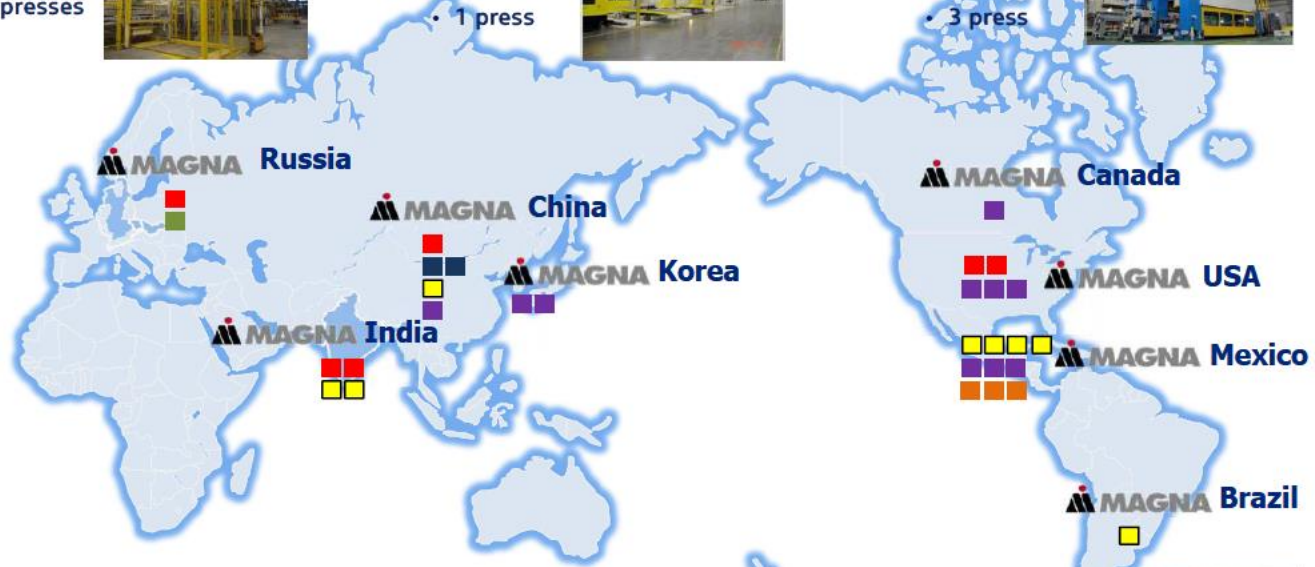 presses
• 1 press
• 3 press
MAGNA Russia
MAGNA Canada
MAGNA China
MAGNA Korea
MAGNA USA
MAGNA India
MAGNA Mexico
MAGNA Brazil